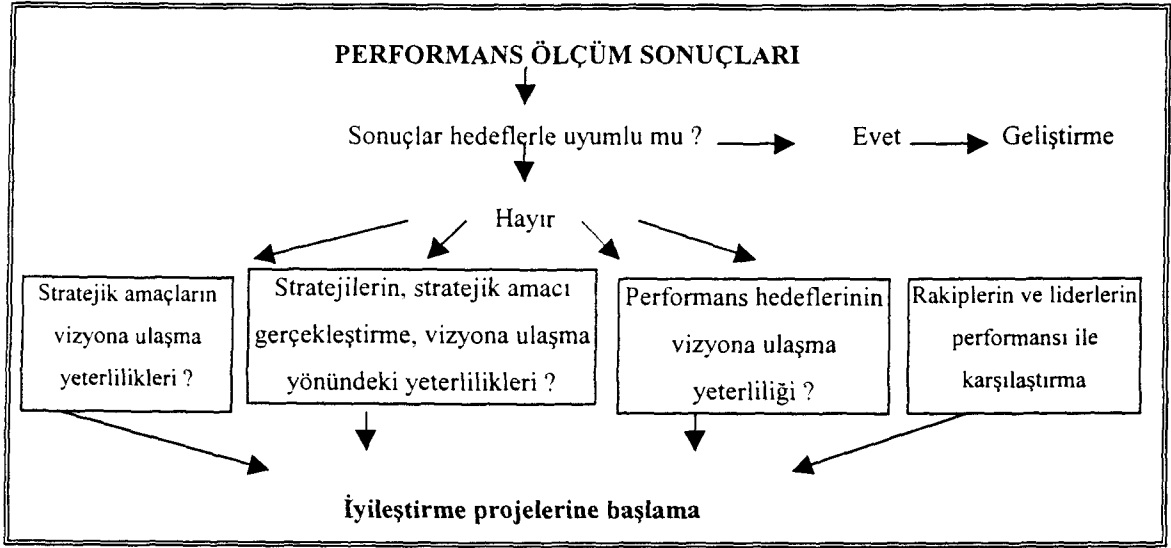 PERFORMANS ÖLÇÜM SONUÇLARI
Sonuçlar hedeflerle uyumlu mu ?
Evet
Geliştirme
Hayır
Stratejik amaçların
vizyona ulaşma
yeterlilikleri ?
Stratejilerin, stratejik amacı
gerçekleştirme, vizyona ulaşma
yönündeki yeterlilikleri ?
Performans hedeflerinin
vizyona ulaşma
yeterliliği ?
Rakiplerin ve liderlerin
performansı ile
karşılaştırma
İyileştirme projelerine başlama